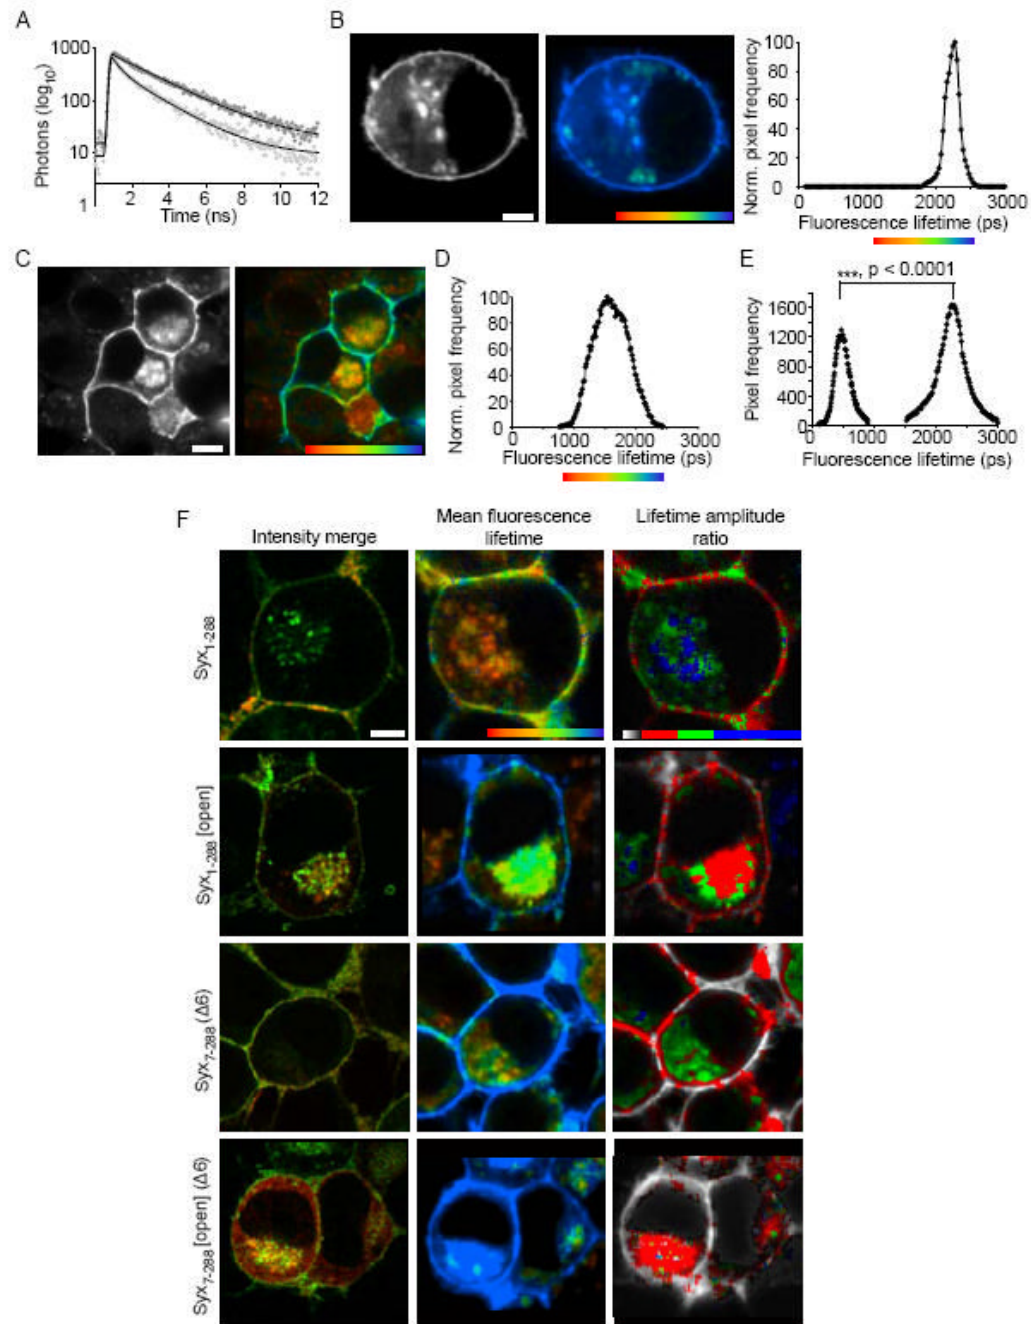 A
Photons (log10)
1000
100
10
1
2 4 6 8 10 12
Time (ns)
B
Norm. pixel frequency
100
80
60
40
20
0
0 1000 2000 3000
Fluorescence lifetime (ps)
C
D
Norm. pixel frequency
100
80
60
40
20
0
0 1000 2000 3000
Fluorescence lifetime (ps)
E
***, p < 0.0001
Pixel frequency
1600
1200
800
400
0
0 1000 2000 3000
Fluorescence lifetime (ps)
F
Intensity merge
Mean fluorescence
lifetime
Lifetime amplitude
ratio
Syx1-288
Syx1-288 [open]
Syx7-288 (Δ6)
Syx7-288 [open] (Δ6)